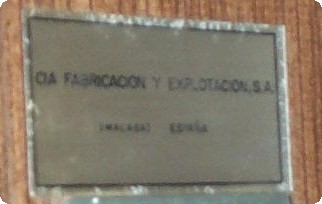 CIA FABRICACION Y EXPLOTACION, S.A.
(MALAGA) ESPAÑA